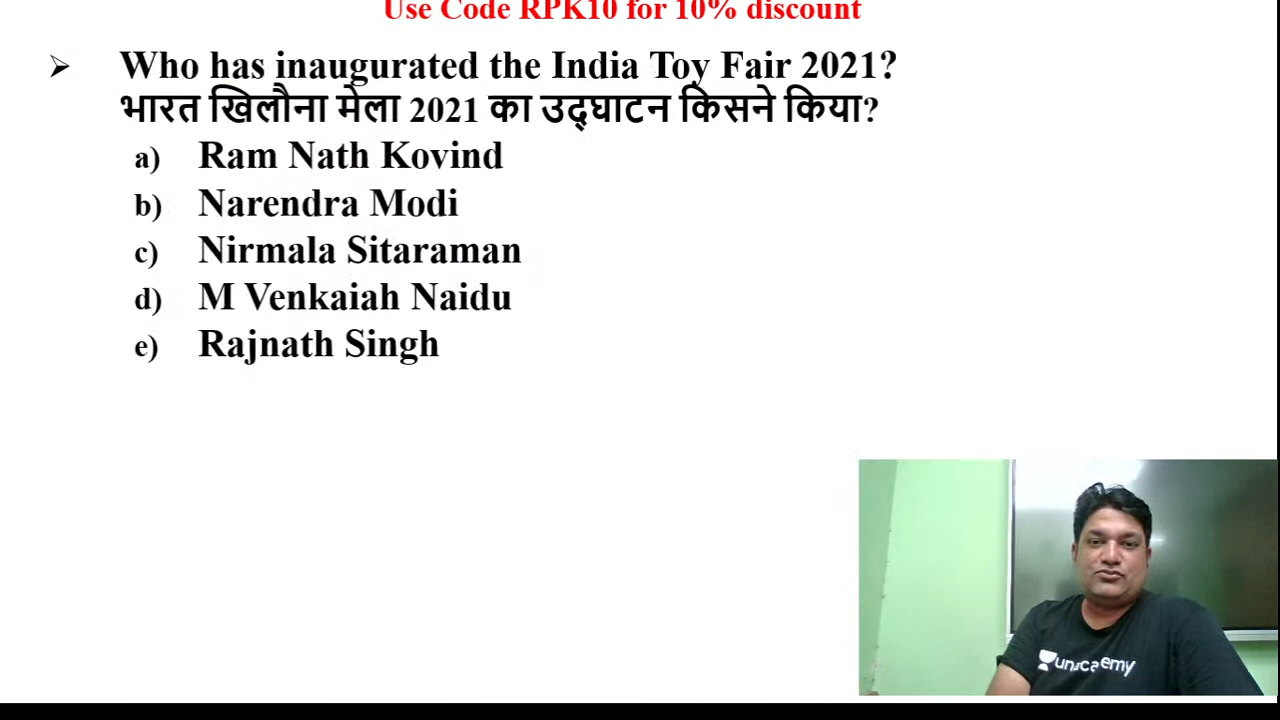 Use Code RPK10 for 10% discount
➢ Who has inaugurated the India Toy Fair 2021?
भारत खिलौना मेला 2021 का उद्घाटन किसने किया?
a) Ram Nath Kovind
b) Narendra Modi
c) Nirmala Sitaraman
d) M Venkaiah Naidu
e) Rajnath Singh
unacademy